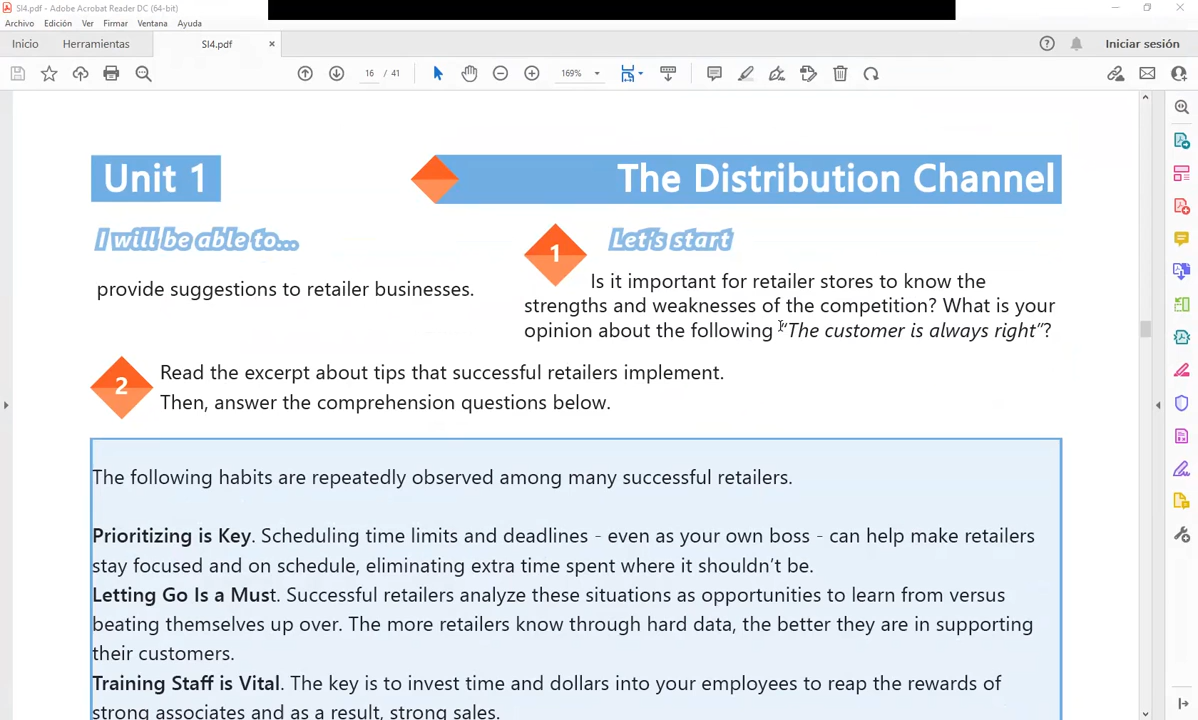 SI4.pdf - Adobe Acrobat Reader DC (64-bit)
Archivo Edición Ver Firmar Ventana Ayuda
Inicio Herramientas SI4.pdf × Iniciar sesión
16 / 41 169%
Unit 1 The Distribution Channel
I will be able to...
provide suggestions to retailer businesses.
1 Let's start
Is it important for retailer stores to know the
strengths and weaknesses of the competition? What is your
opinion about the following “The customer is always right”?
2 Read the excerpt about tips that successful retailers implement.
Then, answer the comprehension questions below.
The following habits are repeatedly observed among many successful retailers.
Prioritizing is Key. Scheduling time limits and deadlines - even as your own boss - can help make retailers
stay focused and on schedule, eliminating extra time spent where it shouldn't be.
Letting Go Is a Must. Successful retailers analyze these situations as opportunities to learn from versus
beating themselves up over. The more retailers know through hard data, the better they are in supporting
their customers.
Training Staff is Vital. The key is to invest time and dollars into your employees to reap the rewards of
strong associates and as a result, strong sales.